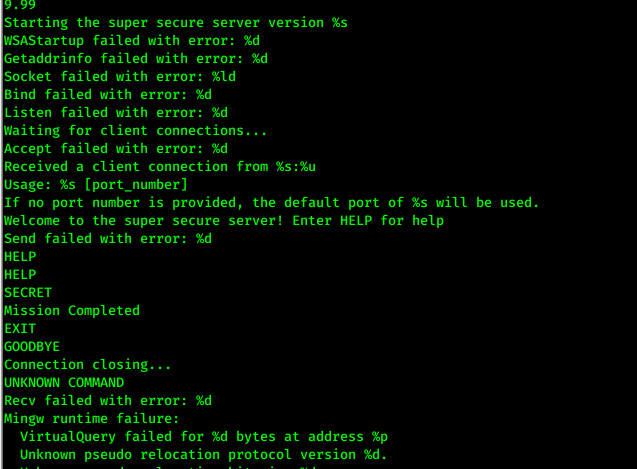 9.99
Starting the super secure server version %s
WSAStartup failed with error: %d
Getaddrinfo failed with error: %d
Socket failed with error: %ld
Bind failed with error: %d
Listen failed with error: %d
Waiting for client connections...
Accept failed with error: %d
Received a client connection from %s:%u
Usage: %s [port_number]
If no port number is provided, the default port of %s will be used.
Welcome to the super secure server! Enter HELP for help
Send failed with error: %d
HELP
HELP
SECRET
Mission Completed
EXIT
GOODBYE
Connection closing...
UNKNOWN COMMAND
Recv failed with error: %d
Mingw runtime failure:
  VirtualQuery failed for %d bytes at address %p
  Unknown pseudo relocation protocol version %d.